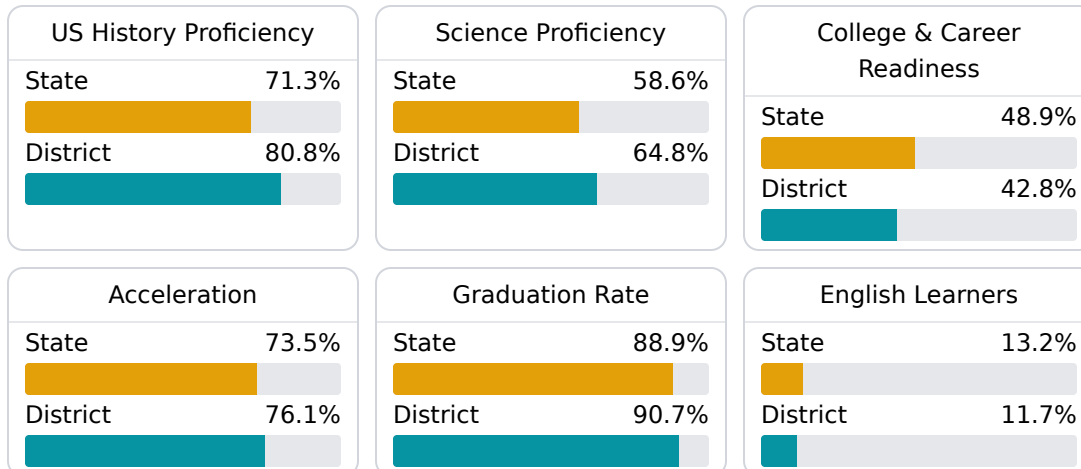 US History Proficiency
State 71.3%
District 80.8%
Science Proficiency
State 58.6%
District 64.8%
College & Career
Readiness
State 48.9%
District 42.8%
Acceleration
State 73.5%
District 76.1%
Graduation Rate
State 88.9%
District 90.7%
English Learners
State 13.2%
District 11.7%